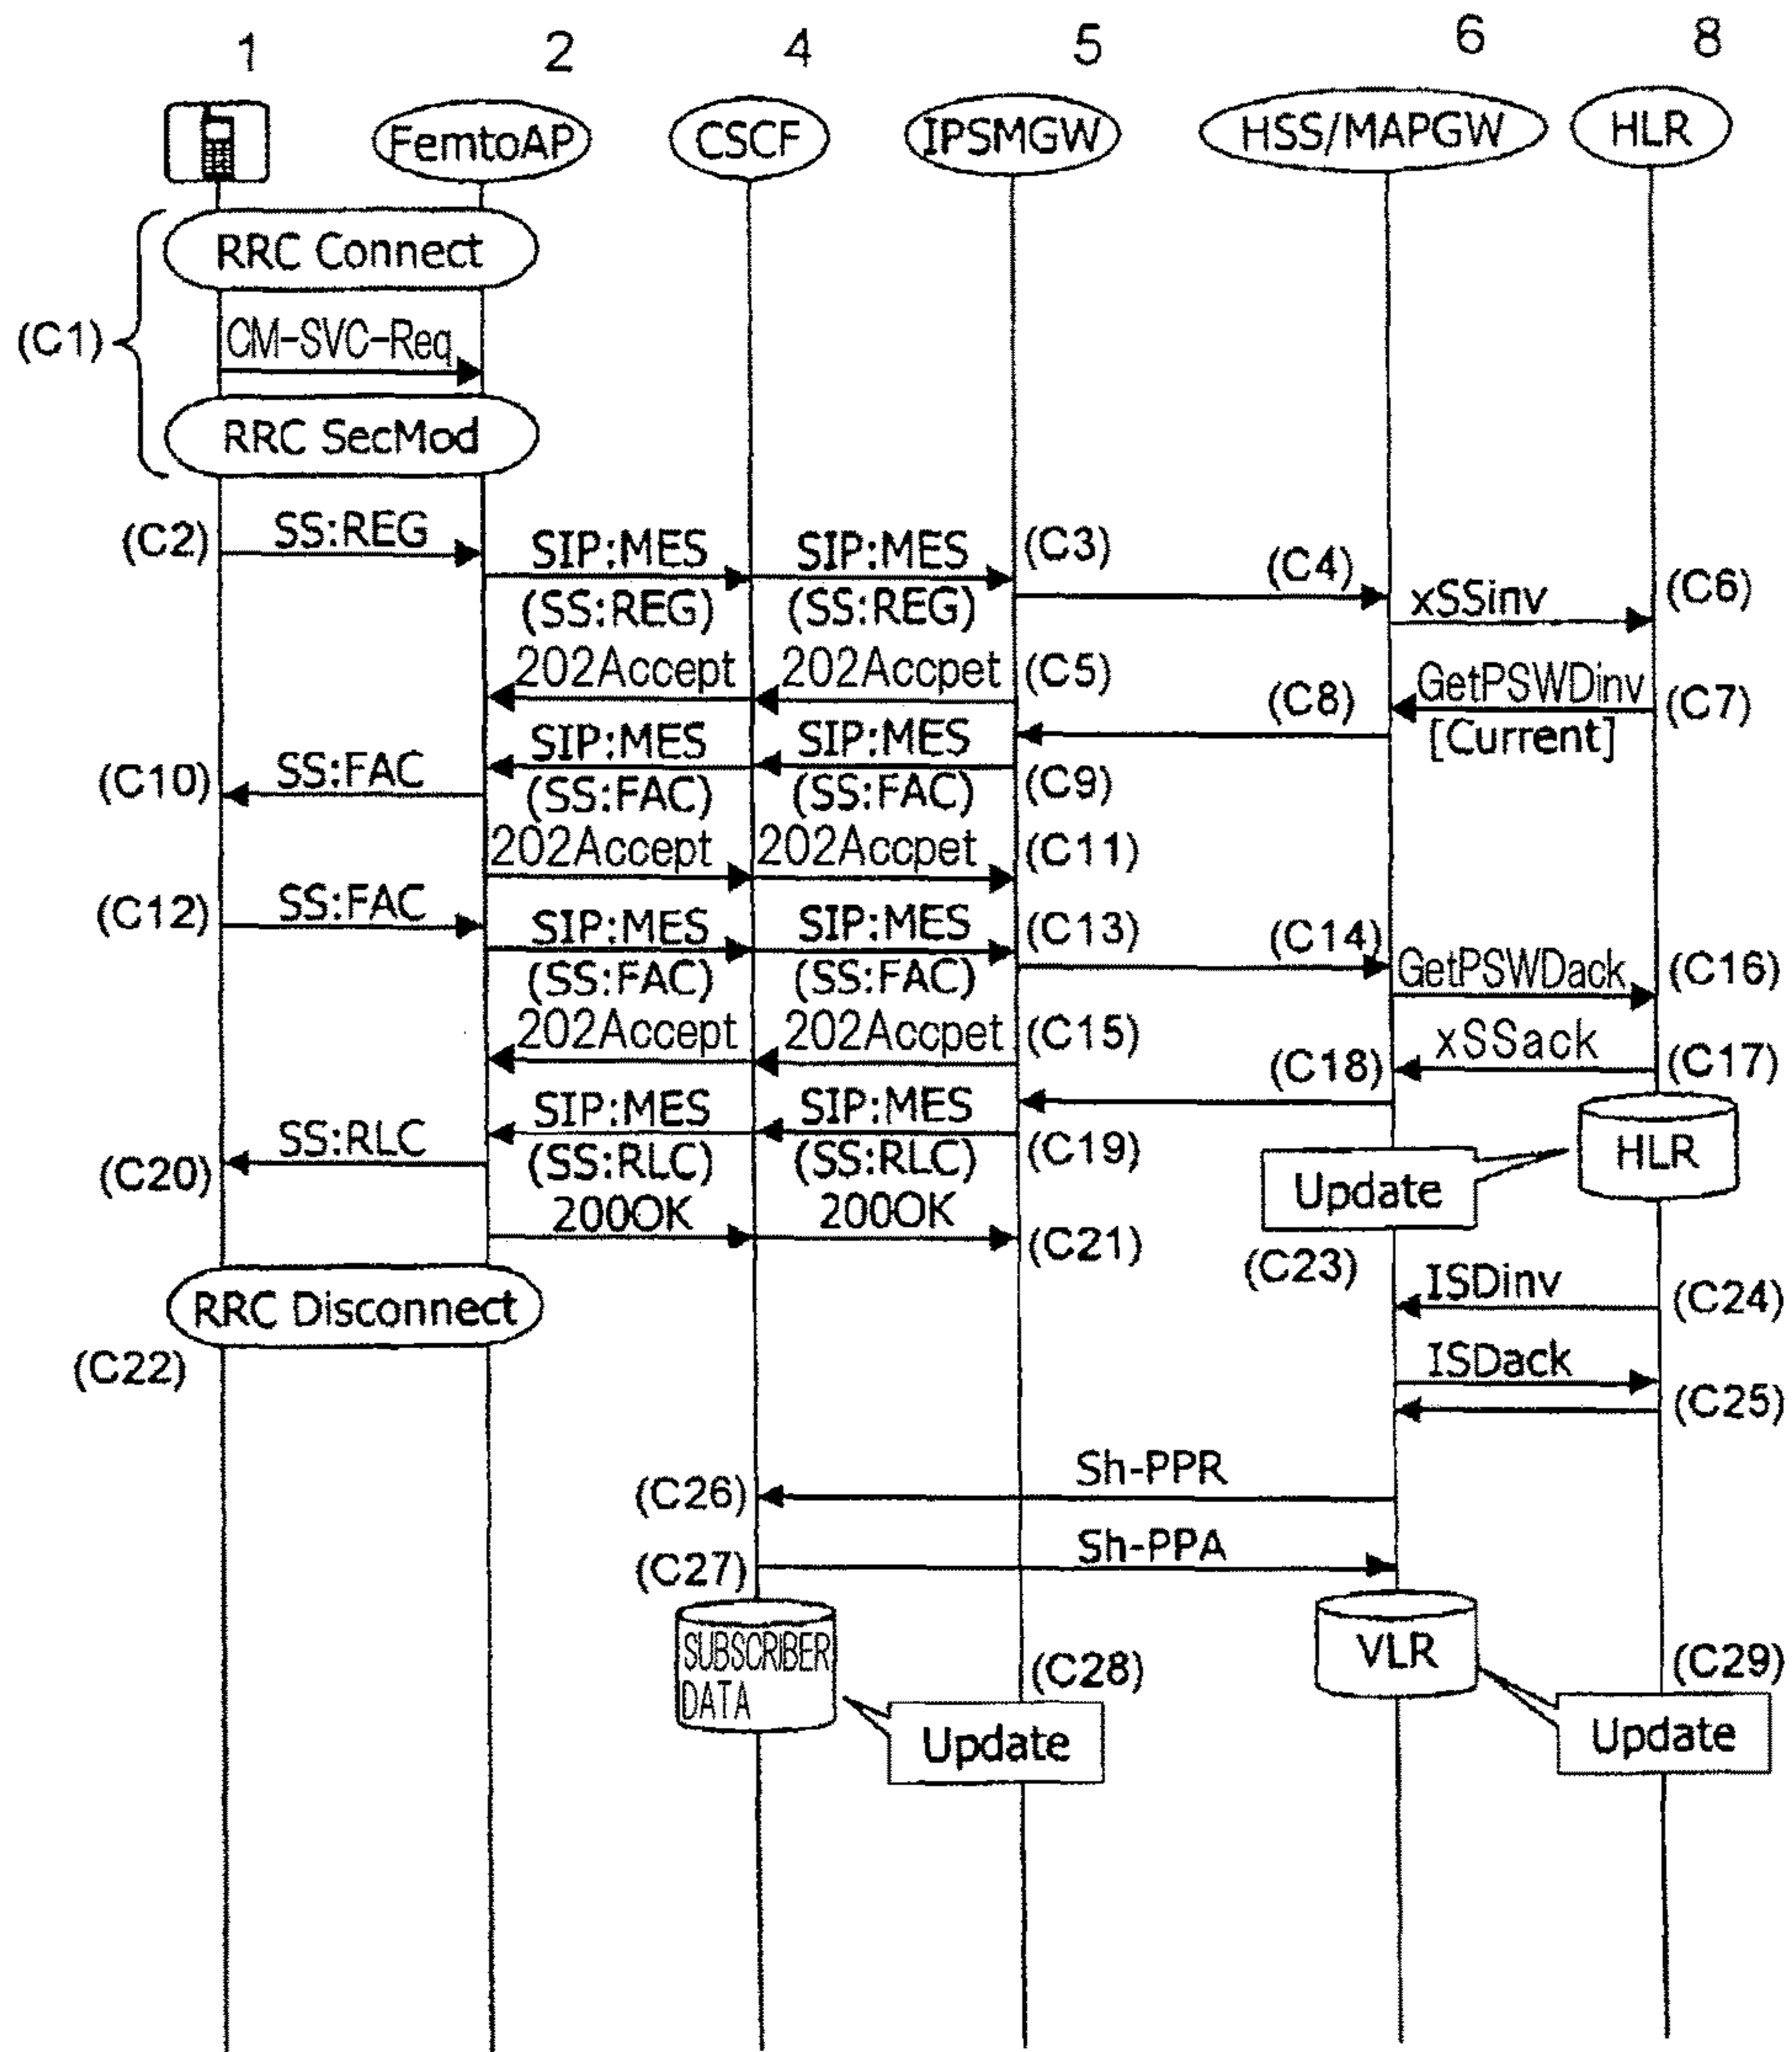 1 2 4 5 6 8
FemtoAP CSCF IPSMGW HSS/MAPGW HLR
RRC Connect
(C1) CM-SVC-Req
RRC SecMod
(C2) SS:REG SIP:MES SIP:MES (C3) (C4) xSSinv (C6)
(SS:REG) (SS:REG)
202Accept 202Accpet (C5) (C8) GetPSWDinv (C7)
[Current]
(C10) SS:FAC SIP:MES SIP:MES (C9)
(SS:FAC) (SS:FAC)
202Accept 202Accpet (C11)
(C12) SS:FAC SIP:MES SIP:MES (C13) (C14) GetPSWDack (C16)
(SS:FAC) (SS:FAC)
202Accept 202Accpet (C15) (C18) xSSack (C17)
(C20) SS:RLC SIP:MES SIP:MES (C19) Update HLR
(SS:RLC) (SS:RLC)
200OK 200OK (C21) (C23)
RRC Disconnect ISDinv (C24)
(C22) ISDack (C25)
(C26) Sh-PPR
(C27) Sh-PPA
SUBSCRIBER
DATA
(C28) VLR (C29)
Update Update